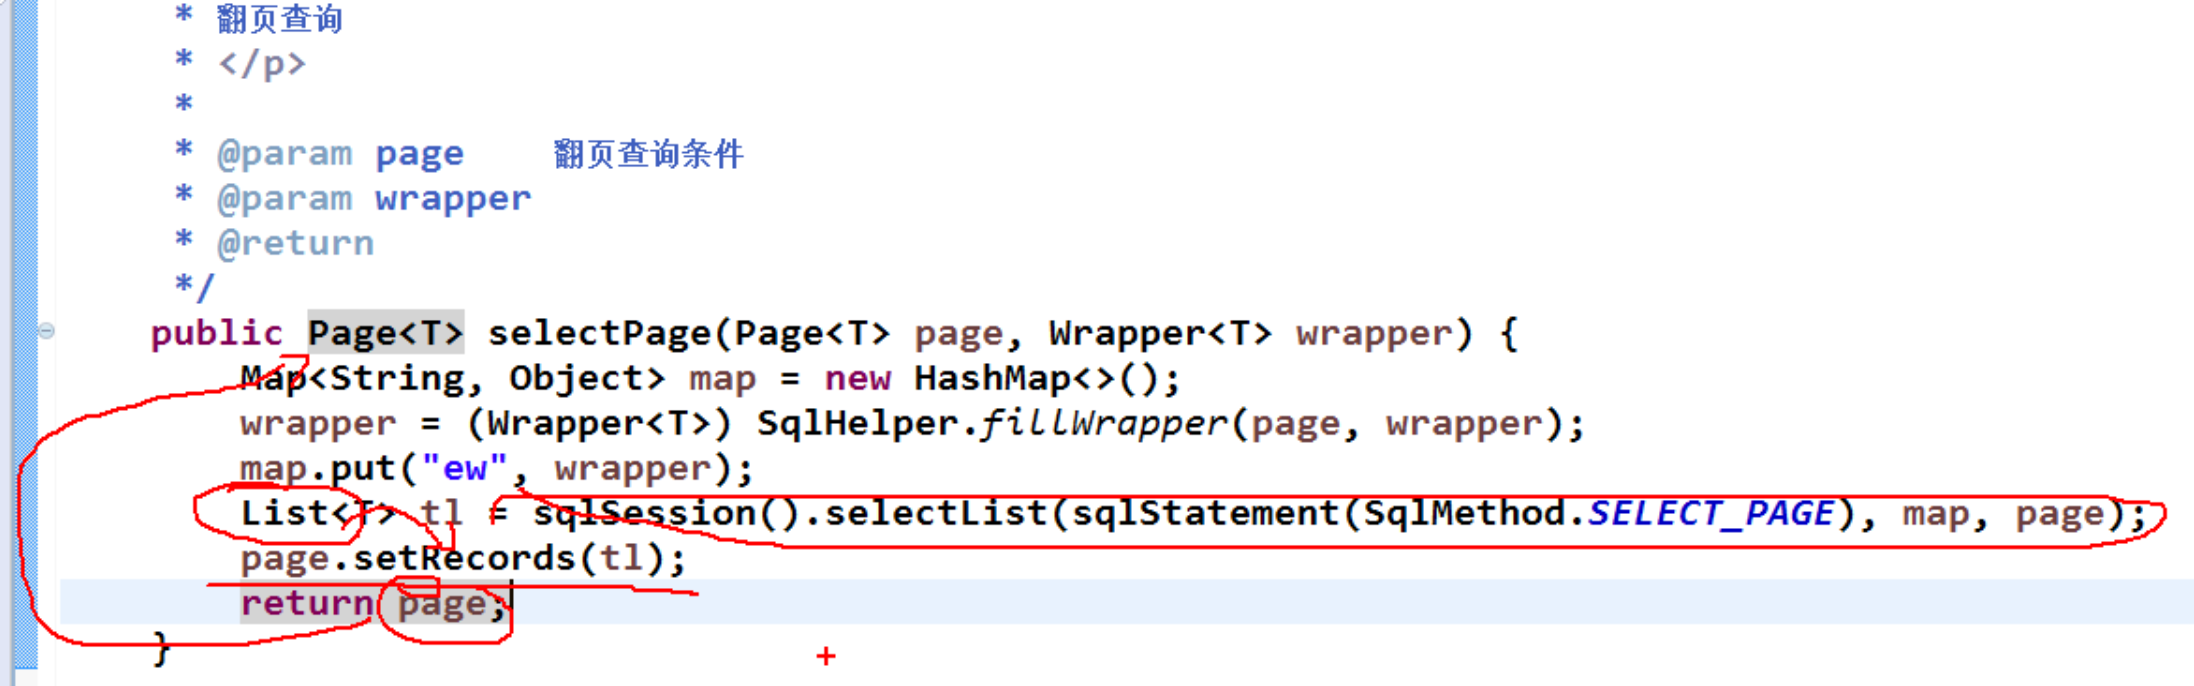 * 翻页查询
* </p>
*
* @param page 翻页查询条件
* @param wrapper
* @return
*/
public Page<T> selectPage(Page<T> page, Wrapper<T> wrapper) {
Map<String, Object> map = new HashMap<>();
wrapper = (Wrapper<T>) SqlHelper.fillWrapper(page, wrapper);
map.put("ew", wrapper);
List<T> tl = sqlSession().selectList(sqlStatement(SqlMethod.SELECT_PAGE), map, page);
page.setRecords(tl);
return page;
}